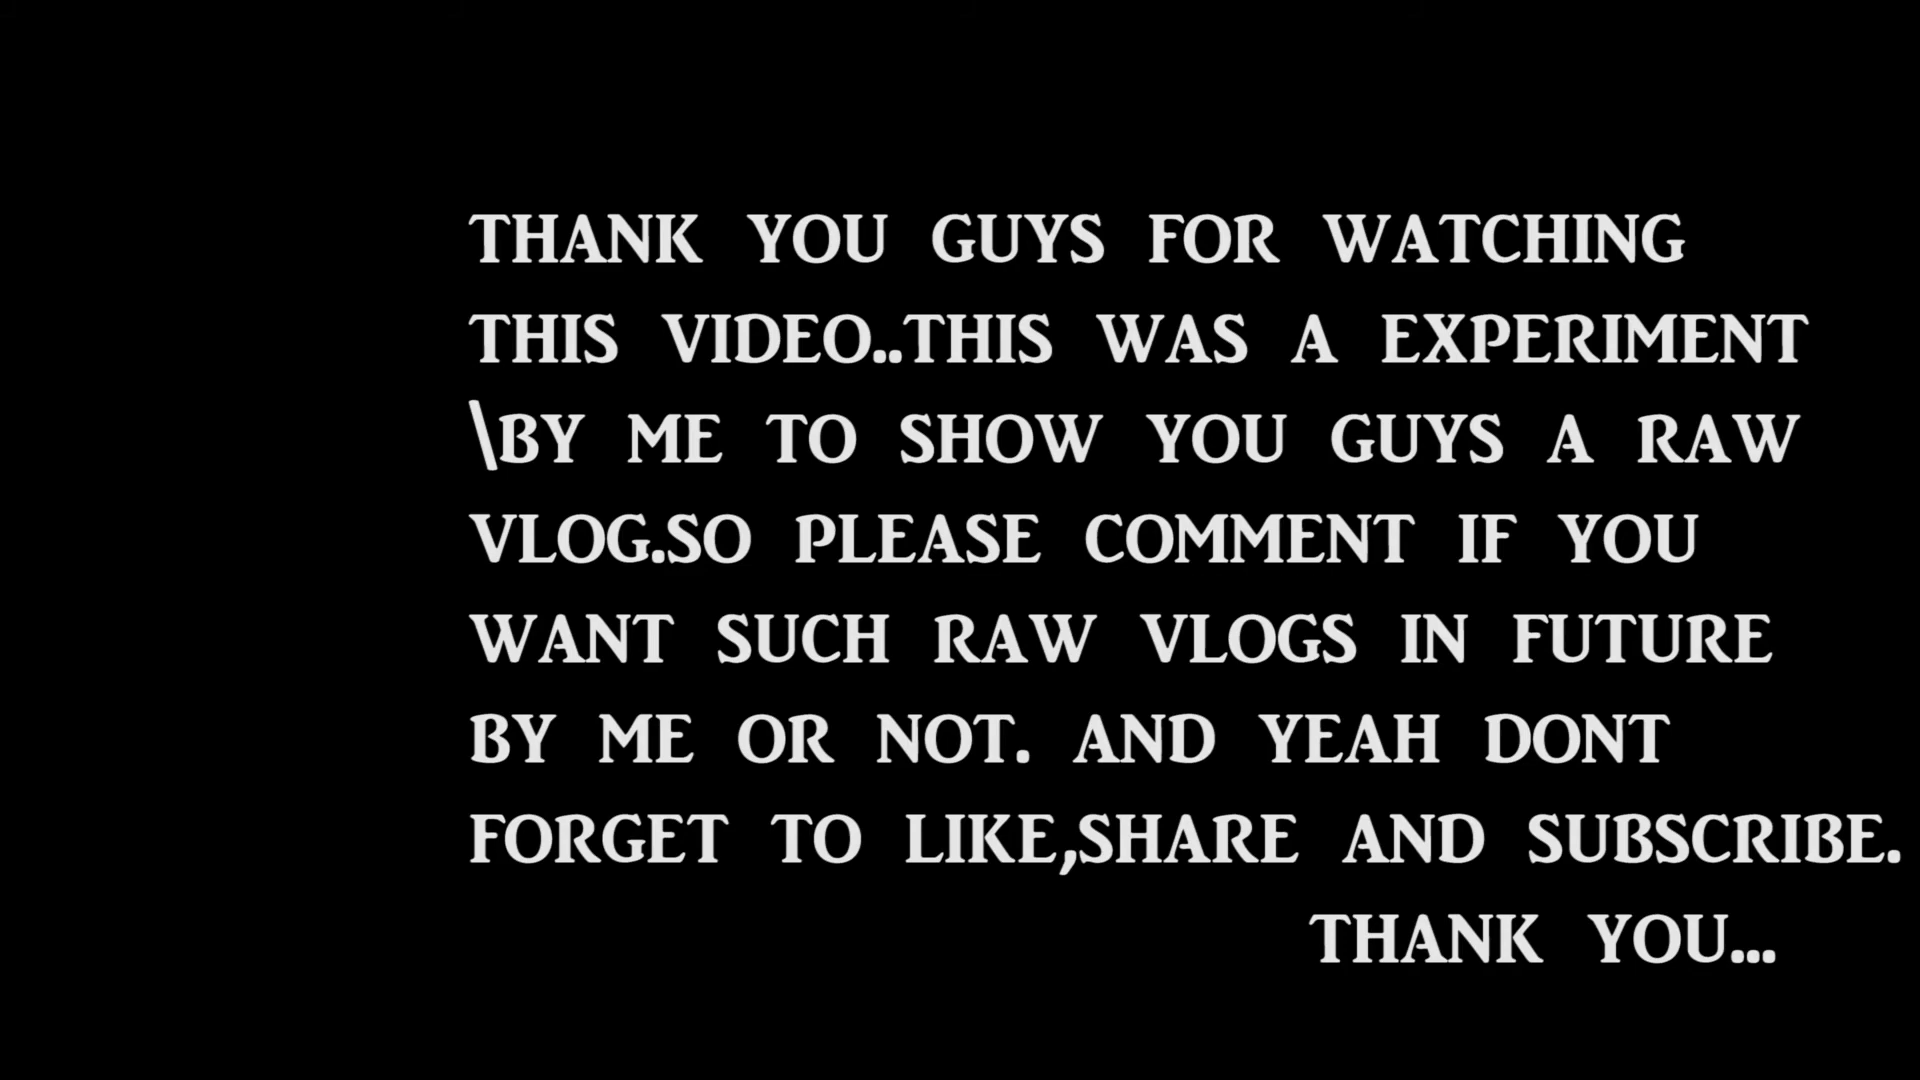 THANK YOU GUYS FOR WATCHING
THIS VIDEO..THIS WAS A EXPERIMENT
\BY ME TO SHOW YOU GUYS A RAW
VLOG.SO PLEASE COMMENT IF YOU
WANT SUCH RAW VLOGS IN FUTURE
BY ME OR NOT. AND YEAH DONT
FORGET TO LIKE,SHARE AND SUBSCRIBE.
THANK YOU...